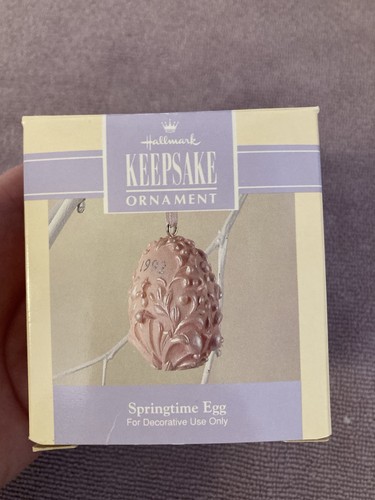 Hallmark
KEEPSAKE
ORNAMENT
1993
Springtime Egg
For Decorative Use Only